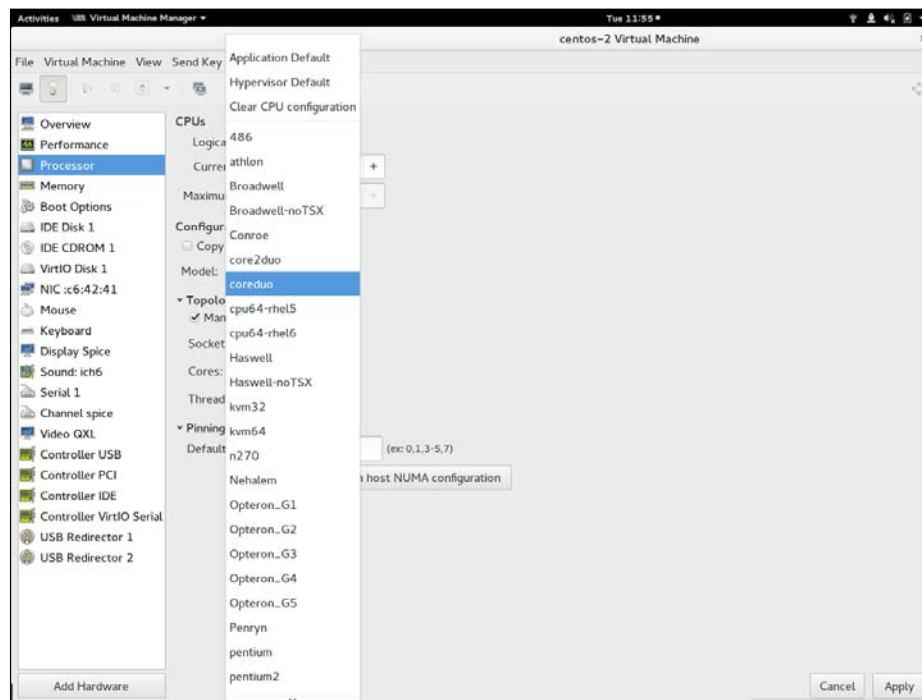 Activities Virtual Machine Manager Tue 11:55
centos-2 Virtual Machine
File Virtual Machine View Send Key
Overview
Performance
Processor
Memory
Boot Options
IDE Disk 1
IDE CDROM 1
VirtIO Disk 1
NIC :c6:42:41
Mouse
Keyboard
Display Spice
Sound: ich6
Serial 1
Channel spice
Video QXL
Controller USB
Controller PCI
Controller IDE
Controller VirtIO Serial
USB Redirector 1
USB Redirector 2
Add Hardware
CPUs
Logica
Curre
Maximu
Configur
Copy
Model:
Topolo
Man
Socket
Cores:
Thread
Pinning
Default
Application Default
Hypervisor Default
Clear CPU configuration
486
athlon
Broadwell
Broadwell-noTSX
Conroe
core2duo
coreduo
cpu64-rhel5
cpu64-rhel6
Haswell
Haswell-noTSX
kvm32
kvm64
n270
Nehalem
Opteron_G1
Opteron_G2
Opteron_G3
Opteron_G4
Opteron_G5
Penryn
pentium
pentium2
+
+
(ex: 0,1,3-5,7)
host NUMA configuration
Cancel Apply